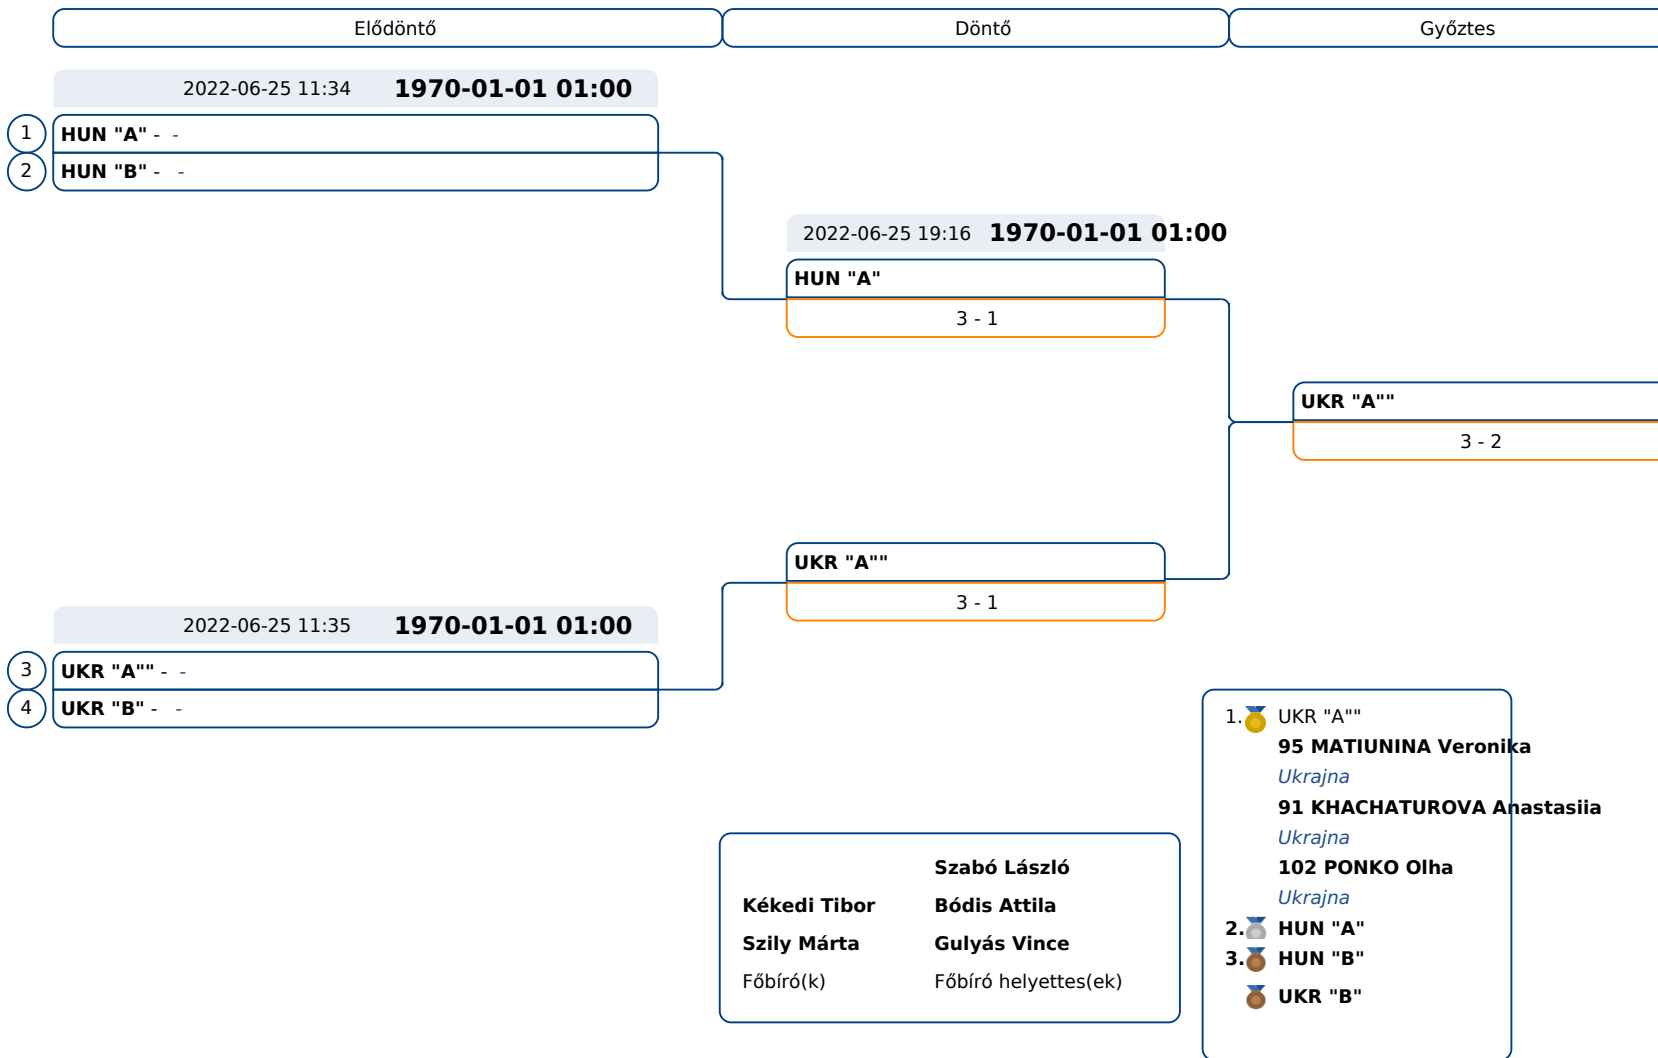 Elődöntő
Döntő
Győztes
2022-06-25 11:34 1970-01-01 01:00
1 HUN "A" - -
2 HUN "B" - -
2022-06-25 19:16 1970-01-01 01:00
HUN "A"
3 - 1
UKR "A""
3 - 2
UKR "A""
3 - 1
2022-06-25 11:35 1970-01-01 01:00
3 UKR "A"" - -
4 UKR "B" - -
Szabó László
Kékedi Tibor Bódis Attila
Szily Márta Gulyás Vince
Főbíró(k) Főbíró helyettes(ek)
1. UKR "A""
95 MATIUNINA Veronika
Ukrajna
91 KHACHATUROVA Anastasiia
Ukrajna
102 PONKO Olha
Ukrajna
2. HUN "A"
3. HUN "B"
UKR "B"